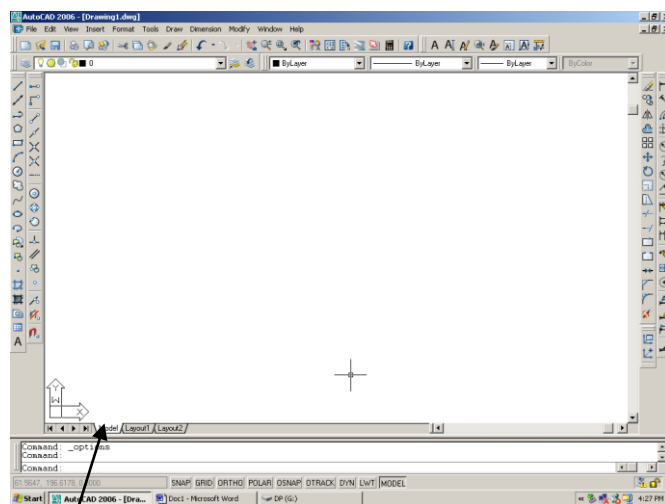 AutoCAD 2006 - [Drawing1.dwg]
File Edit View Insert Format Tools Draw Dimension Modify Window Help
0 ByLayer ByLayer ByLayer ByColor
Y
W
X
Model Layout1 Layout2
Command: _options
Command:
Command:
SNAP GRID ORTHO POLAR OSNAP OTRACK DYN LWT MODEL
Start AutoCAD 2006 - [Dra... Doc1 - Microsoft Word DP (G:) 4:27 PM